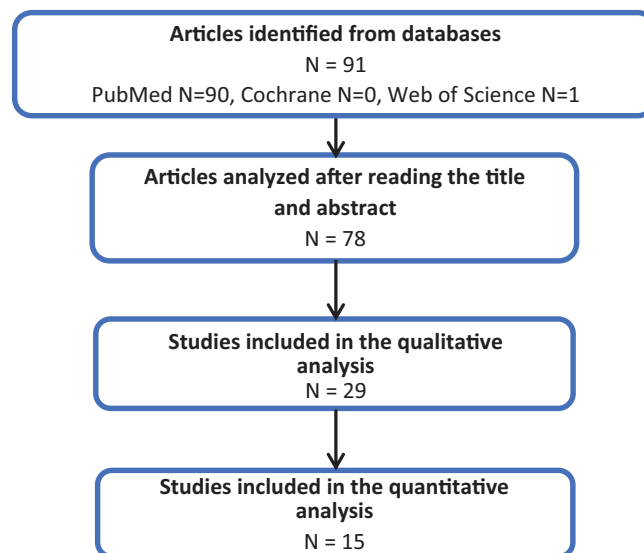 Articles identified from databases
N = 91
PubMed N=90, Cochrane N=0, Web of Science N=1
Articles analyzed after reading the title
and abstract
N = 78
Studies included in the qualitative
analysis
N = 29
Studies included in the quantitative
analysis
N = 15